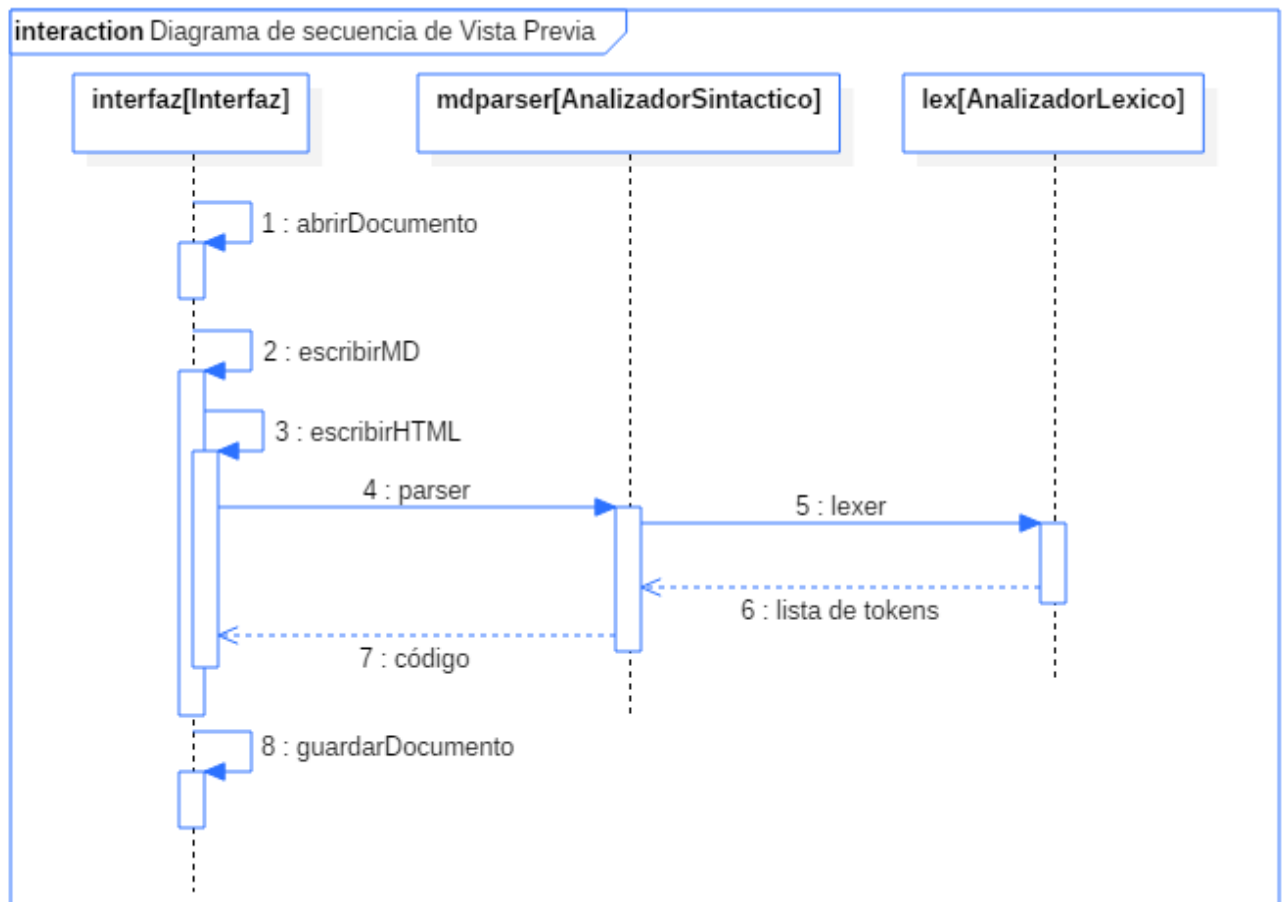 interaction Diagrama de secuencia de Vista Previa
interfaz[Interfaz]
mdparser[AnalizadorSintactico]
lex[AnalizadorLexico]
1 : abrirDocumento
2 : escribirMD
3 : escribirHTML
4 : parser
5 : lexer
6 : lista de tokens
7 : código
8 : guardarDocumento